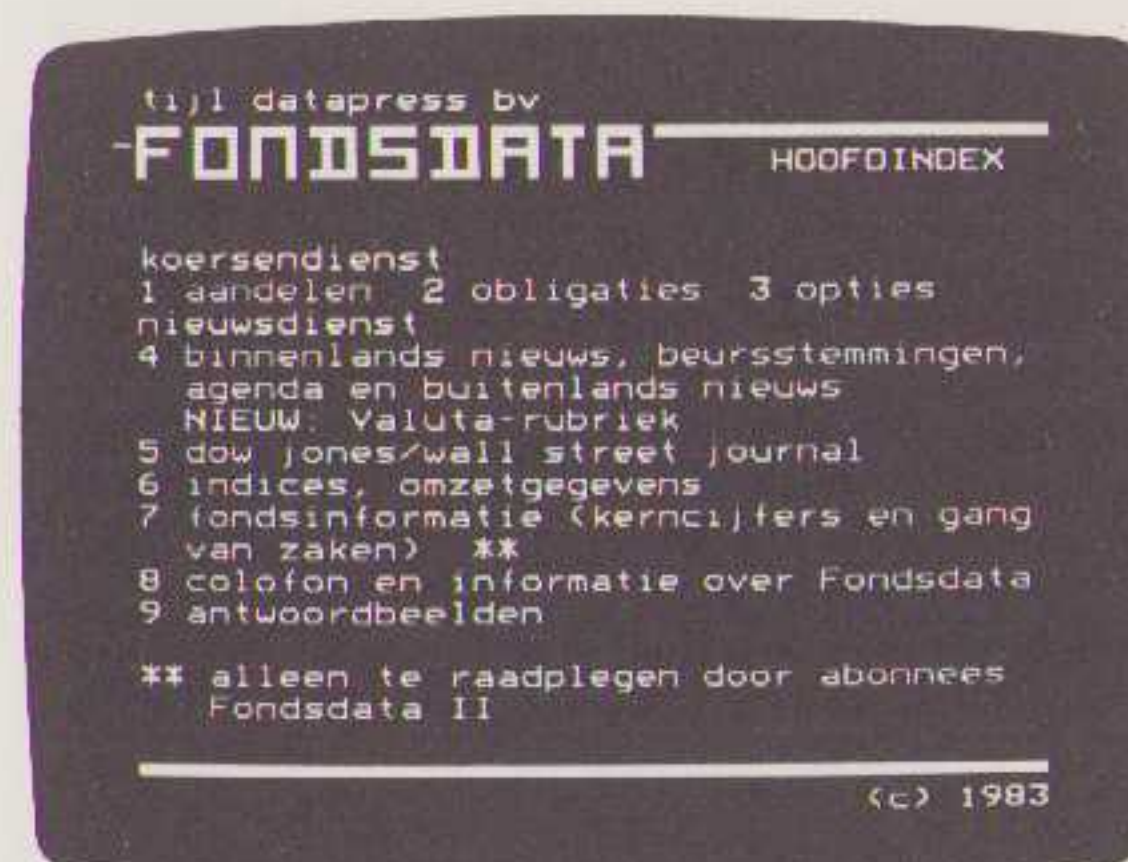 tijl datapress bv
FONDSDATA HOOFDINDEX
koersendienst
1 aandelen 2 obligaties 3 opties
nieuwsdienst
4 binnenlands nieuws, beursstemmingen,
agenda en buitenlands nieuws
NIEUW: Valuta-rubriek
5 dow jones/wall street journal
6 indices, omzetgegevens
7 fondsinformatie (kerncijfers en gang
van zaken) **
8 colofon en informatie over Fondsdata
9 antwoordbeelden
** alleen te raadplegen door abonnees
Fondsdata II
(c) 1983